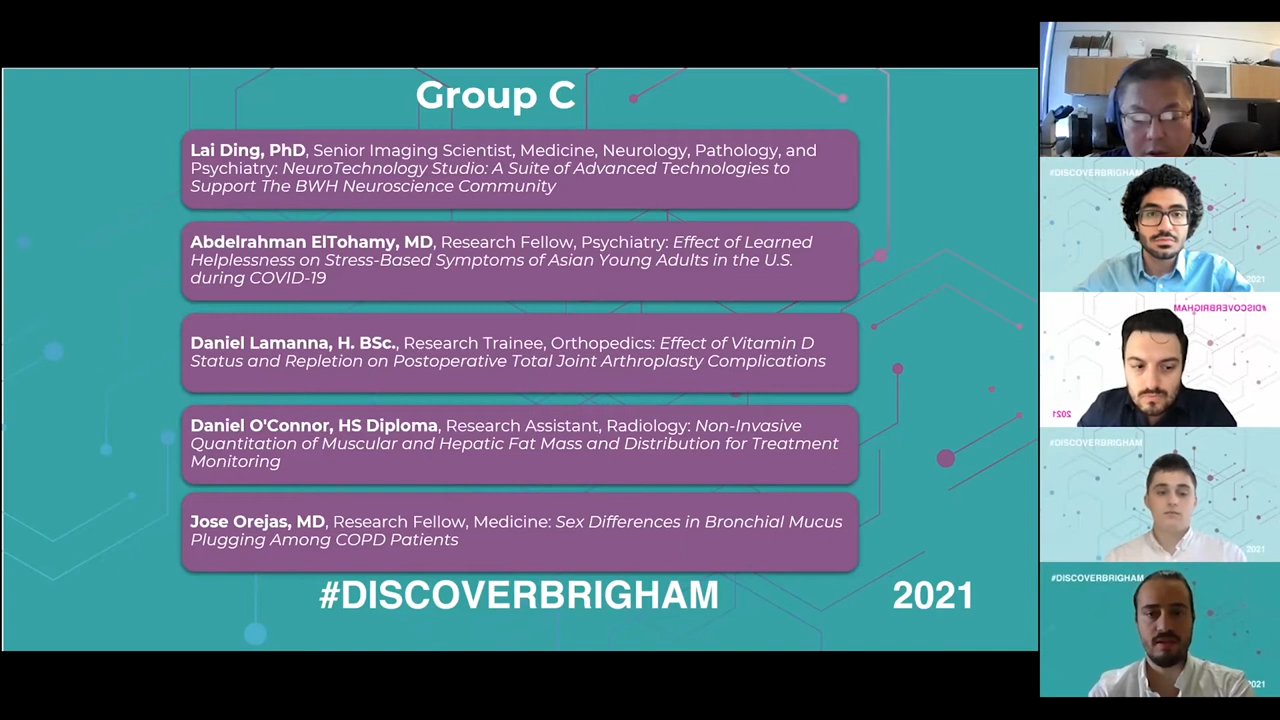 Group C
Lai Ding, PhD, Senior Imaging Scientist, Medicine, Neurology, Pathology, and
Psychiatry: NeuroTechnology Studio: A Suite of Advanced Technologies to
Support The BWH Neuroscience Community
Abdelrahman ElTohamy, MD, Research Fellow, Psychiatry: Effect of Learned
Helplessness on Stress-Based Symptoms of Asian Young Adults in the U.S.
during COVID-19
Daniel Lamanna, H. BSc., Research Trainee, Orthopedics: Effect of Vitamin D
Status and Repletion on Postoperative Total Joint Arthroplasty Complications
Daniel O'Connor, HS Diploma, Research Assistant, Radiology: Non-Invasive
Quantitation of Muscular and Hepatic Fat Mass and Distribution for Treatment
Monitoring
Jose Orejas, MD, Research Fellow, Medicine: Sex Differences in Bronchial Mucus
Plugging Among COPD Patients
#DISCOVERBRIGHAM 2021
#DISCOVERBRIGHAM
2021
#DISCOVERBRIGHAM
2021
#DISCOVERBRIGHAM
2021
#DISCOVERBRIGHAM
2021